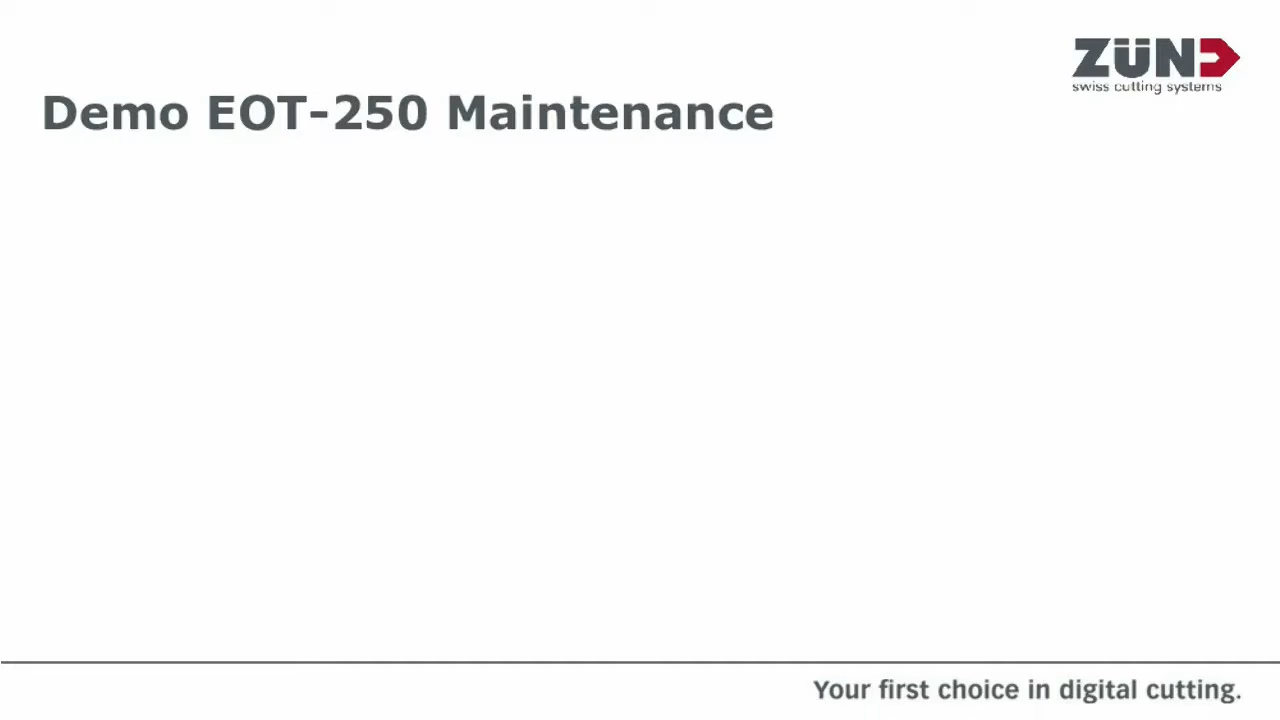 ZÜND
swiss cutting systems
Demo EOT-250 Maintenance
Your first choice in digital cutting.